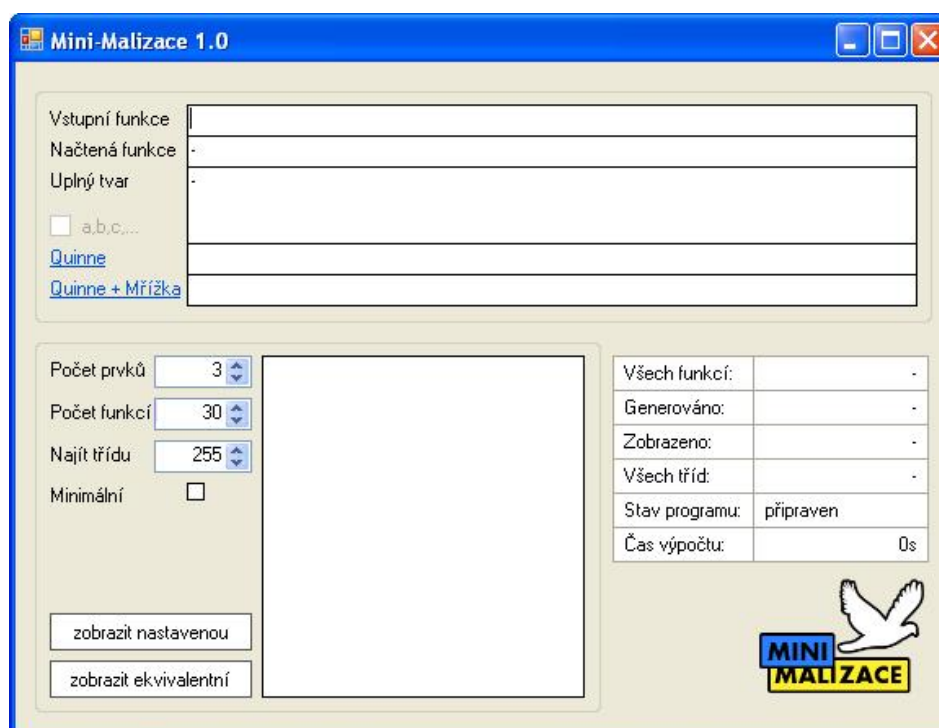 Mini-Malizace 1.0
Vstupní funkce
Načtená funkce -
Uplný tvar -
a,b,c,...
Quinne
Quinne + Mřížka
Počet prvků 3
Počet funkcí 30
Najít třídu 255
Minimální
zobrazit nastavenou
zobrazit ekvivalentní
Všech funkcí: -
Generováno: -
Zobrazeno: -
Všech tříd: -
Stav programu: připraven
Čas výpočtu: 0s
MINI
MALIZACE